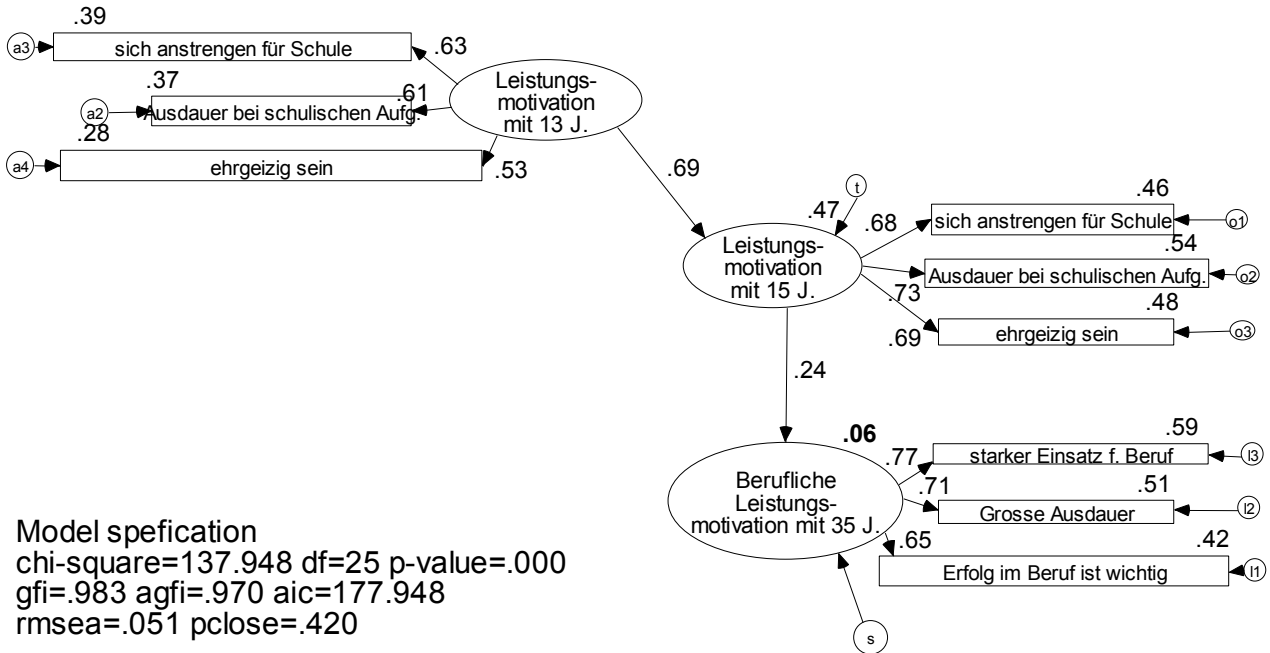 .39
a3
sich anstrengen für Schule
.63
.37
a2
Ausdauer bei schulischen Aufg.
.61
.28
a4
ehrgeizig sein
.53
Leistungs-
motivation
mit 13 J.
.69
t
.47
Leistungs-
motivation
mit 15 J.
.68
.46
sich anstrengen für Schule
o1
.73
.54
Ausdauer bei schulischen Aufg.
o2
.69
.48
ehrgeizig sein
o3
.24
.06
Berufliche
Leistungs-
motivation mit 35 J.
.77
.59
starker Einsatz f. Beruf
l3
.71
.51
Grosse Ausdauer
l2
.65
.42
Erfolg im Beruf ist wichtig
l1
s
Model spefication
chi-square=137.948 df=25 p-value=.000
gfi=.983 agfi=.970 aic=177.948
rmsea=.051 pclose=.420